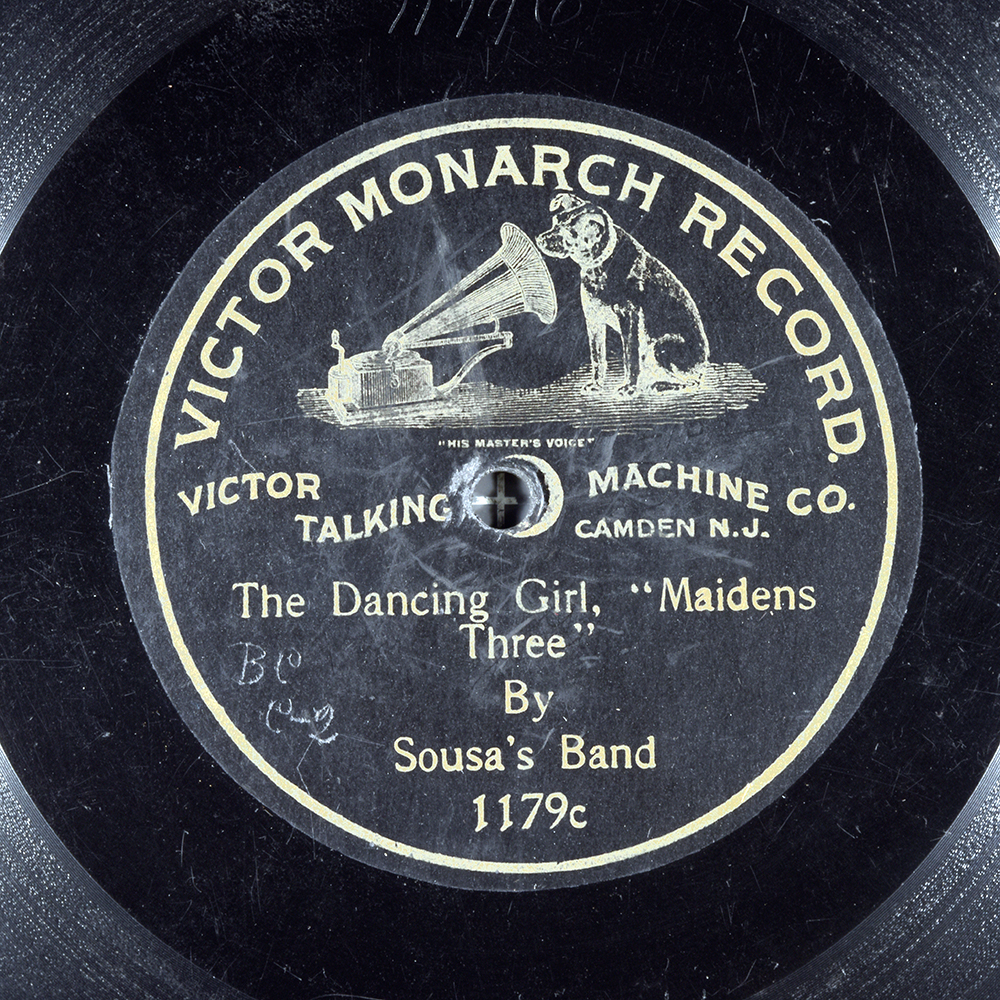 VICTOR MONARCH RECORD.
"HIS MASTER'S VOICE"
VICTOR TALKING MACHINE CO.
CAMDEN N.J.
The Dancing Girl, "Maidens
Three"
By
Sousa's Band
1179c